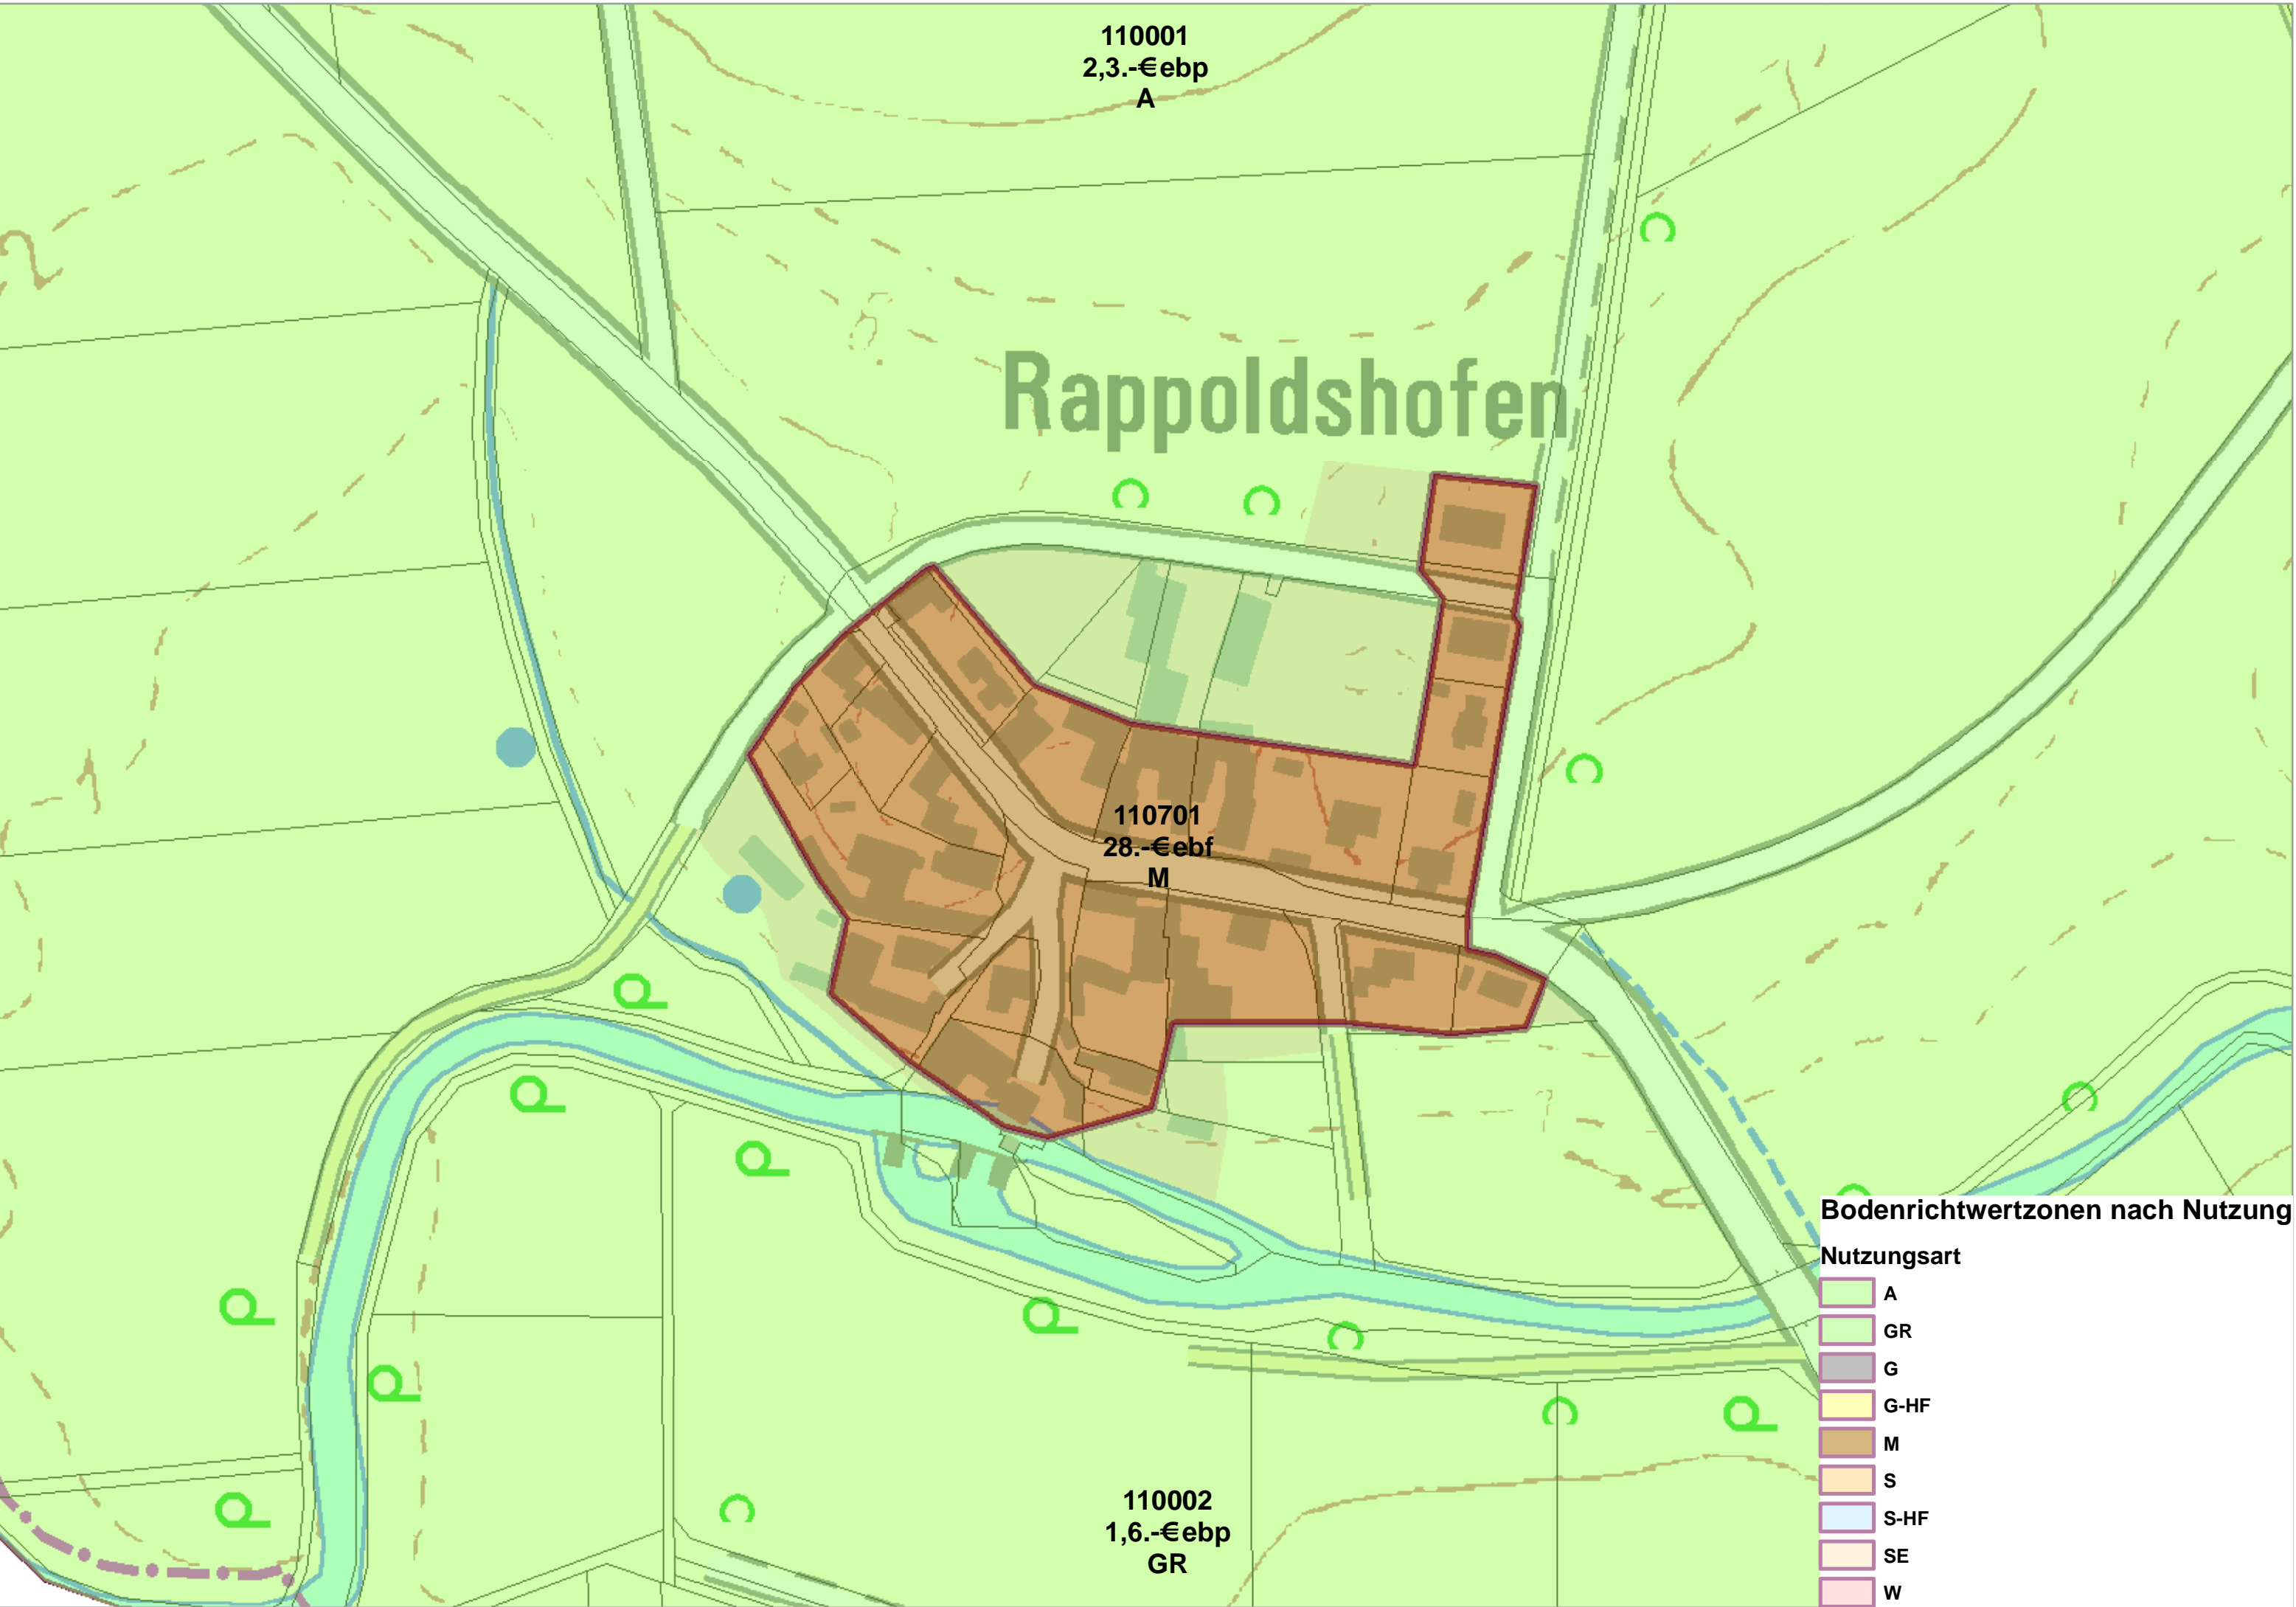 110001
2,3.-€ebp
A
Rappoldshofen
110701
28.-€ebf
M
110002
1,6.-€ebp
GR
Bodenrichtwertzonen nach Nutzung
Nutzungsart
A
GR
G
G-HF
M
S
S-HF
SE
W